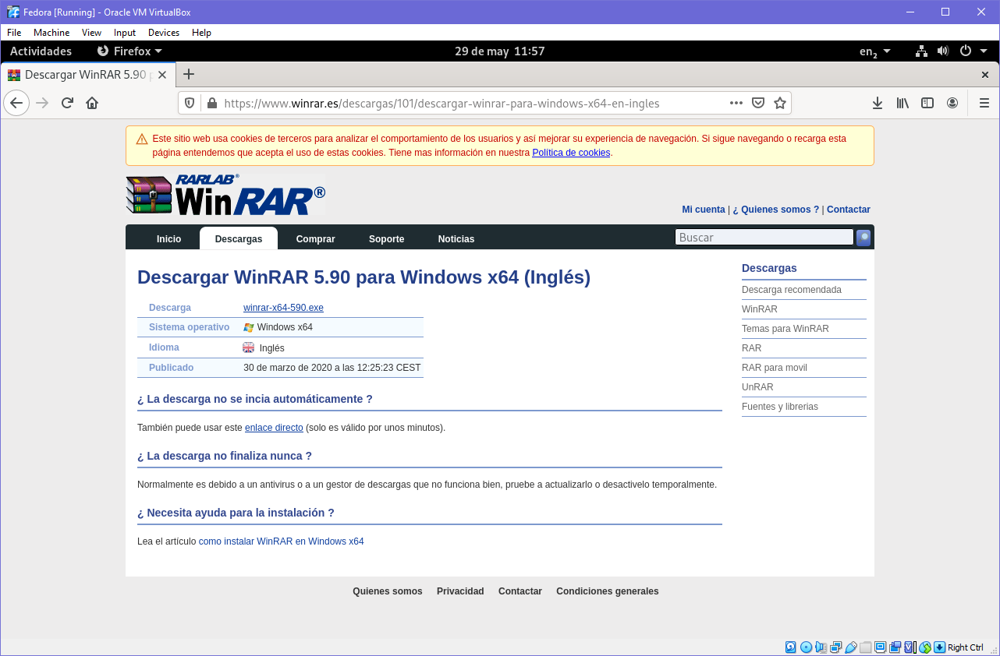 Fedora [Running] - Oracle VM VirtualBox
File Machine View Input Devices Help
Actividades Firefox 29 de may 11:57 en2
Descargar WinRAR 5.90 p
https://www.winrar.es/descargas/101/descargar-winrar-para-windows-x64-en-ingles
Este sitio web usa cookies de terceros para analizar el comportamiento de los usuarios y así mejorar su experiencia de navegación. Si sigue navegando o recarga esta
página entendemos que acepta el uso de estas cookies. Tiene mas información en nuestra Política de cookies.
RARLAB®
WinRAR®
Mi cuenta | ¿ Quienes somos ? | Contactar
Inicio Descargas Comprar Soporte Noticias Buscar
Descargar WinRAR 5.90 para Windows x64 (Inglés)
Descarga winrar-x64-590.exe
Sistema operativo Windows x64
Idioma Inglés
Publicado 30 de marzo de 2020 a las 12:25:23 CEST
¿ La descarga no se incia automáticamente ?
También puede usar este enlace directo (solo es válido por unos minutos).
¿ La descarga no finaliza nunca ?
Normalmente es debido a un antivirus o a un gestor de descargas que no funciona bien, pruebe a actualizarlo o desactivelo temporalmente.
¿ Necesita ayuda para la instalación ?
Lea el artículo como instalar WinRAR en Windows x64
Descargas
Descarga recomendada
WinRAR
Temas para WinRAR
RAR
RAR para movil
UnRAR
Fuentes y librerias
Quienes somos Privacidad Contactar Condiciones generales
Right Ctrl